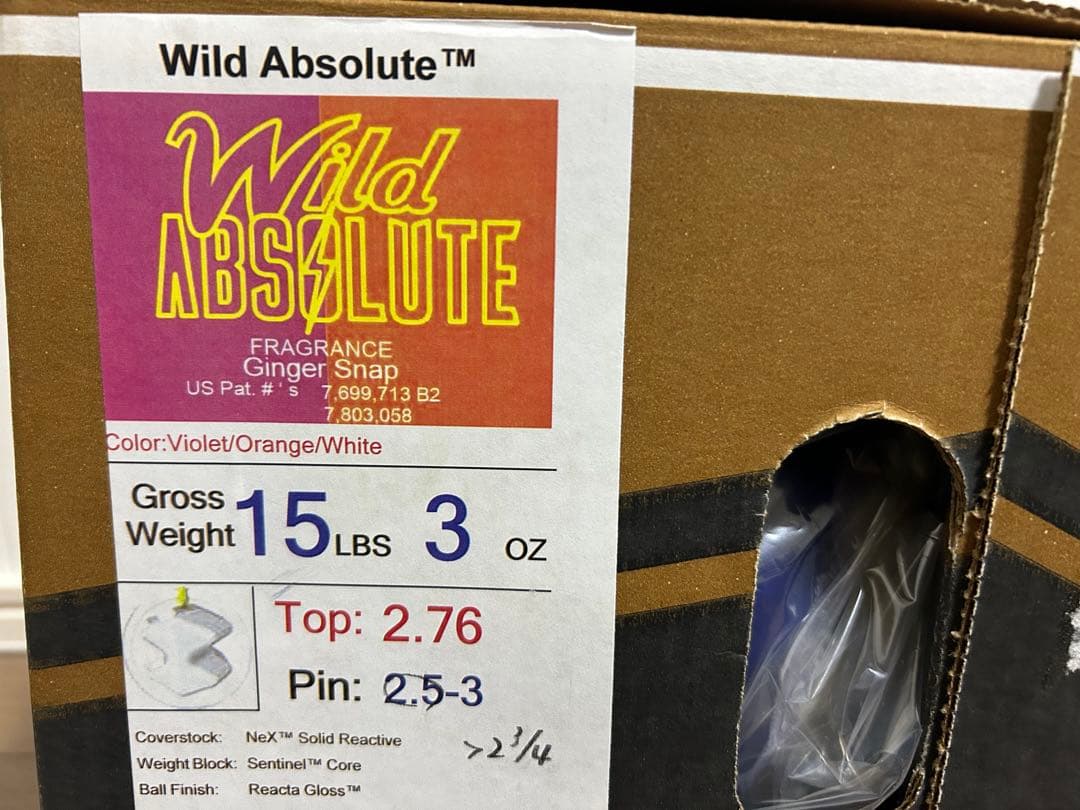 Wild Absolute™
Wild
ABSOLUTE
FRAGRANCE
Ginger Snap
US Pat. # ' s 7,699,713 B2
7,803,058
Color:Violet/Orange/White
Gross Weight 15 LBS 3 OZ
Top: 2.76
Pin: 2.5-3
>2 3/4
Coverstock: NeX™ Solid Reactive
Weight Block: Sentinel™ Core
Ball Finish: Reacta Gloss™